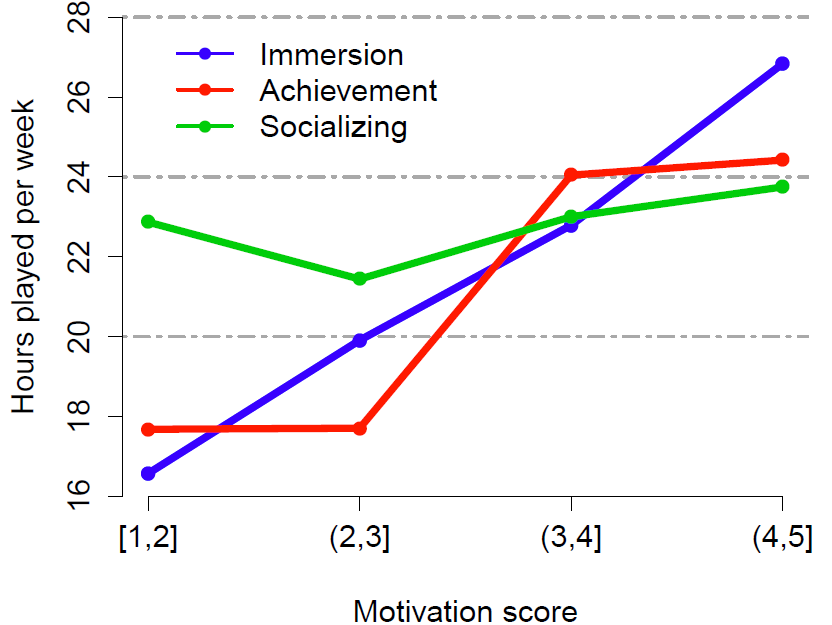 Hours played per week
28
26
24
22
20
18
16
Immersion
Achievement
Socializing
[1,2]
(2,3]
(3,4]
(4,5]
Motivation score